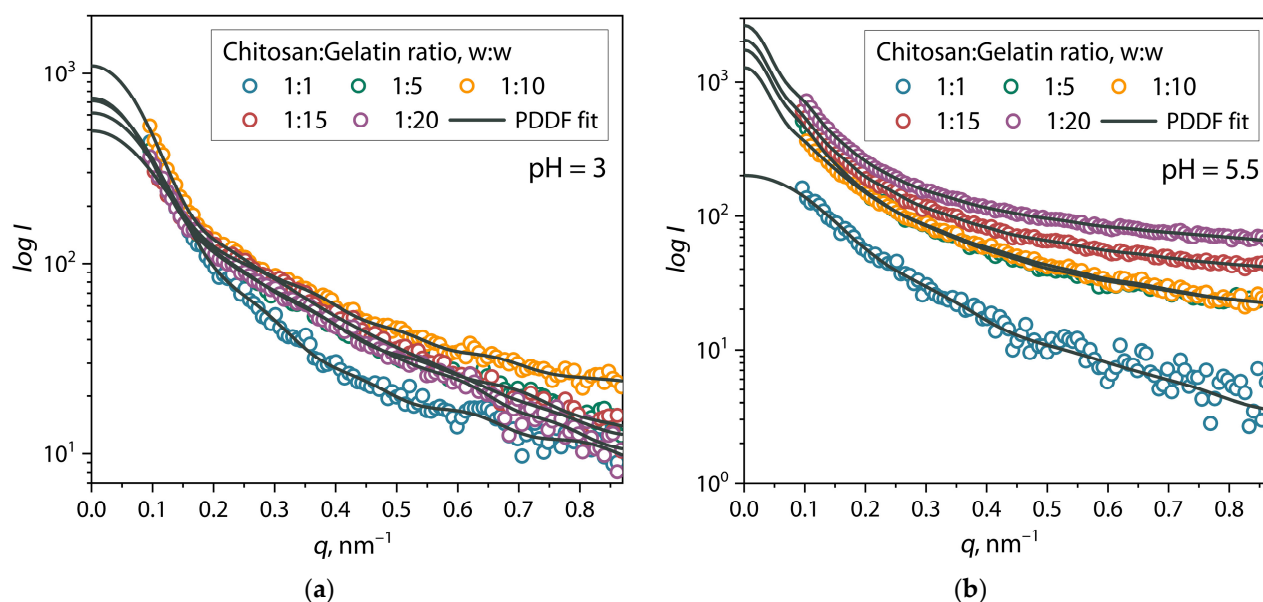 Chitosan:Gelatin ratio, w:w
1:1 1:5 1:10
1:15 1:20 PDDF fit
pH = 3
log I
10³
10²
10¹
0.0 0.1 0.2 0.3 0.4 0.5 0.6 0.7 0.8
q, nm⁻¹
(a)
Chitosan:Gelatin ratio, w:w
1:1 1:5 1:10
1:15 1:20 PDDF fit
pH = 5.5
log I
10³
10²
10¹
10⁰
0.0 0.1 0.2 0.3 0.4 0.5 0.6 0.7 0.8
q, nm⁻¹
(b)